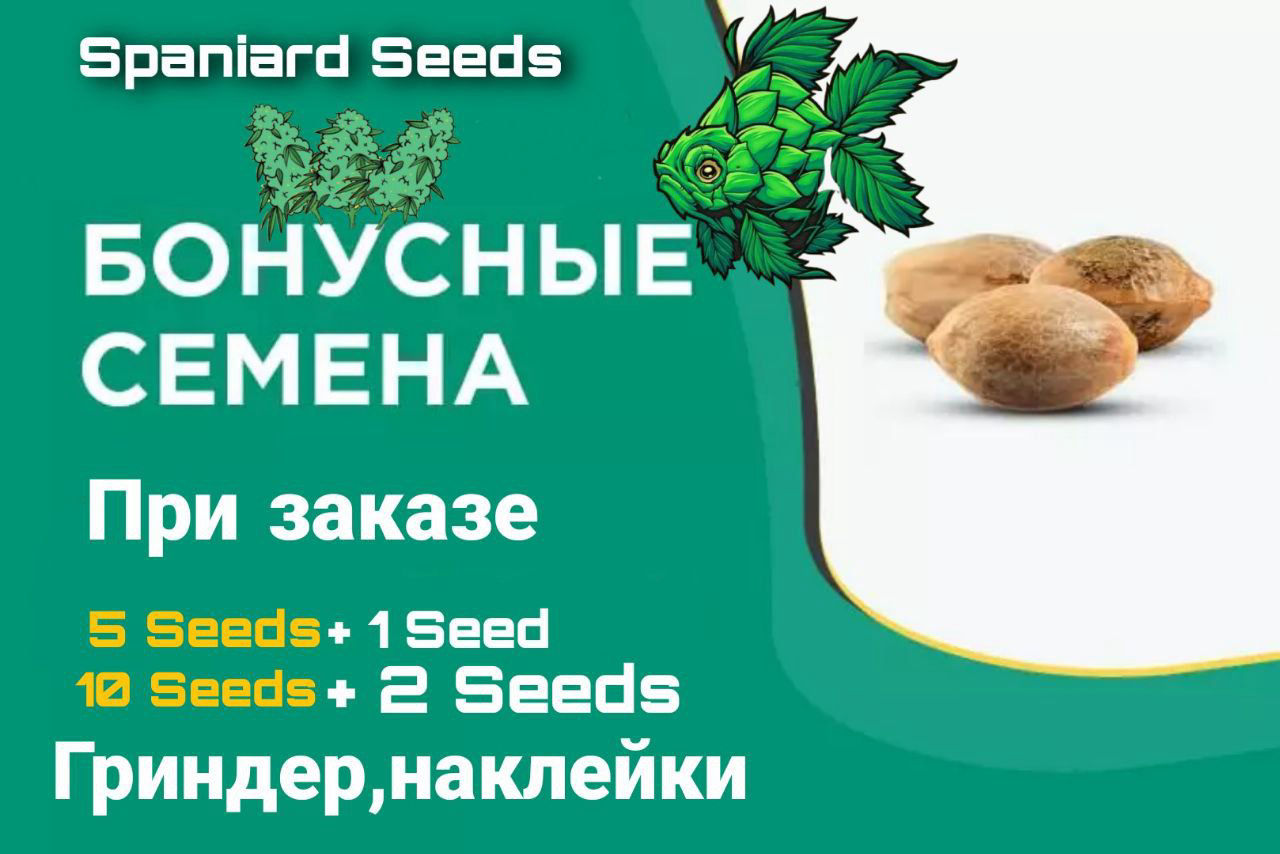 Spaniard Seeds
БОНУСНЫЕ
СЕМЕНА
При заказе
5 Seeds + 1 Seed
10 Seeds + 2 Seeds
Гриндер,наклейки